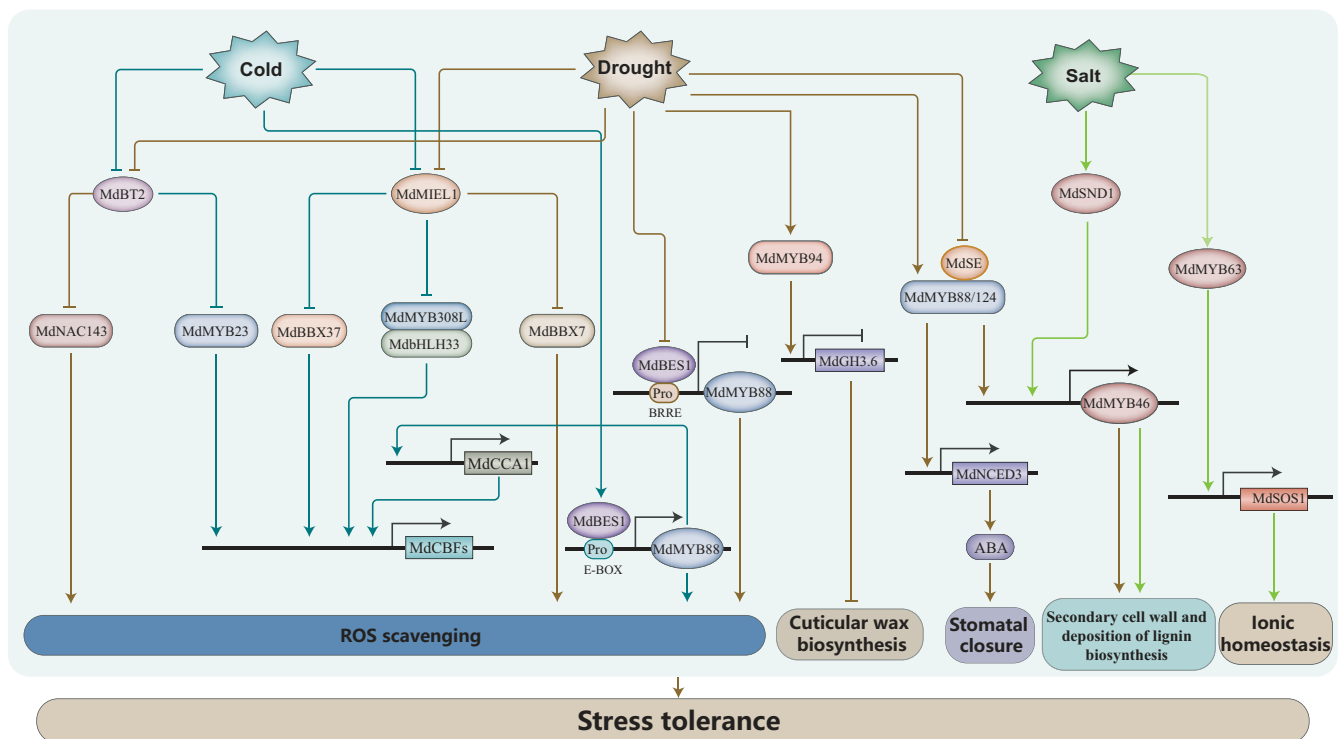 Cold
Drought
Salt
MdBT2
MdMIEL1
MdSND1
MdMYB94
MdSE
MdMYB63
MdMYB88/124
MdNAC143
MdMYB23
MdBBX37
MdMYB308L
MdbHLH33
MdBBX7
MdBES1
Pro
MdMYB88
BRRE
MdGH3.6
MdMYB46
MdCCA1
MdNCED3
MdSOS1
MdBES1
Pro
MdMYB88
E-BOX
MdCBFs
ABA
ROS scavenging
Cuticular wax
biosynthesis
Stomatal
closure
Secondary cell wall and
deposition of lignin
biosynthesis
Ionic
homeostasis
Stress tolerance